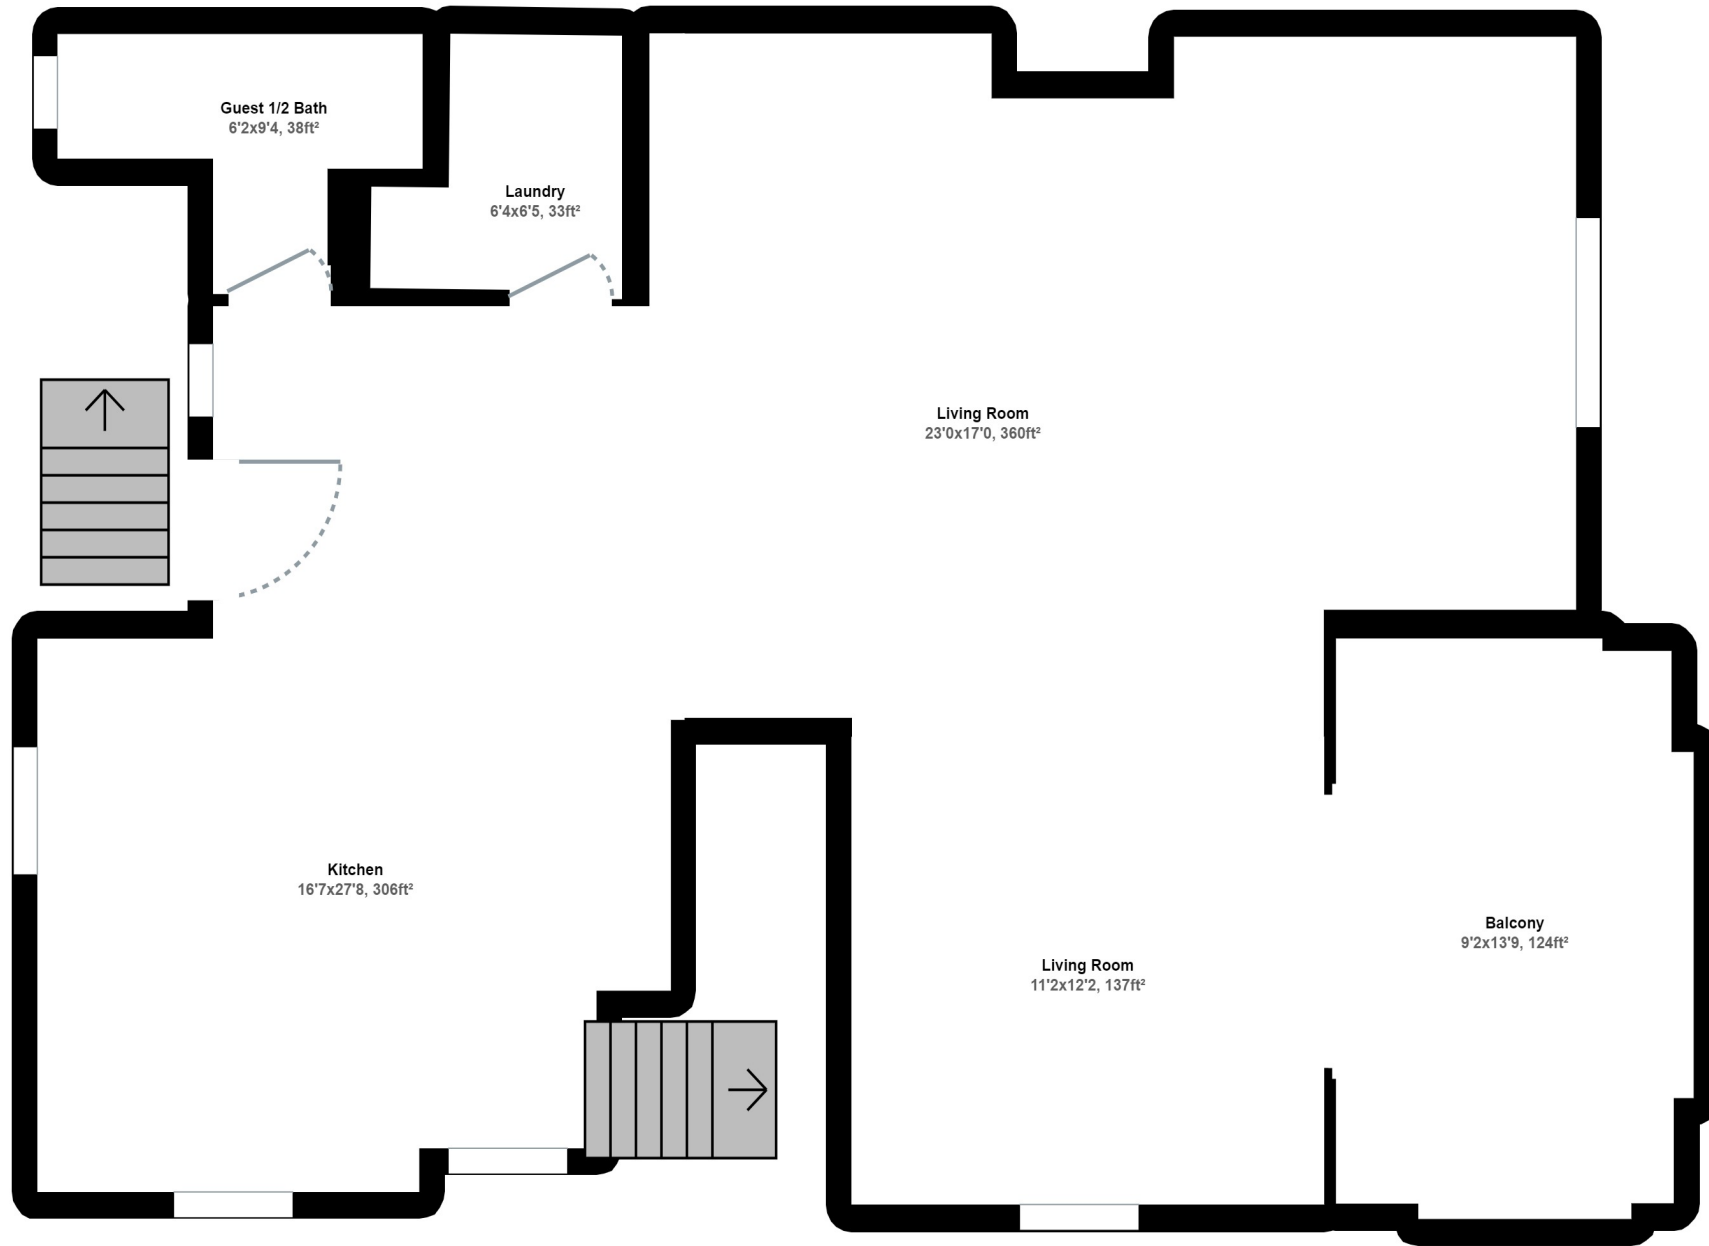 Guest 1/2 Bath
6'2x9'4, 38ft²
Laundry
6'4x6'5, 33ft²
Living Room
23'0x17'0, 360ft²
Kitchen
16'7x27'8, 306ft²
Living Room
11'2x12'2, 137ft²
Balcony
9'2x13'9, 124ft²